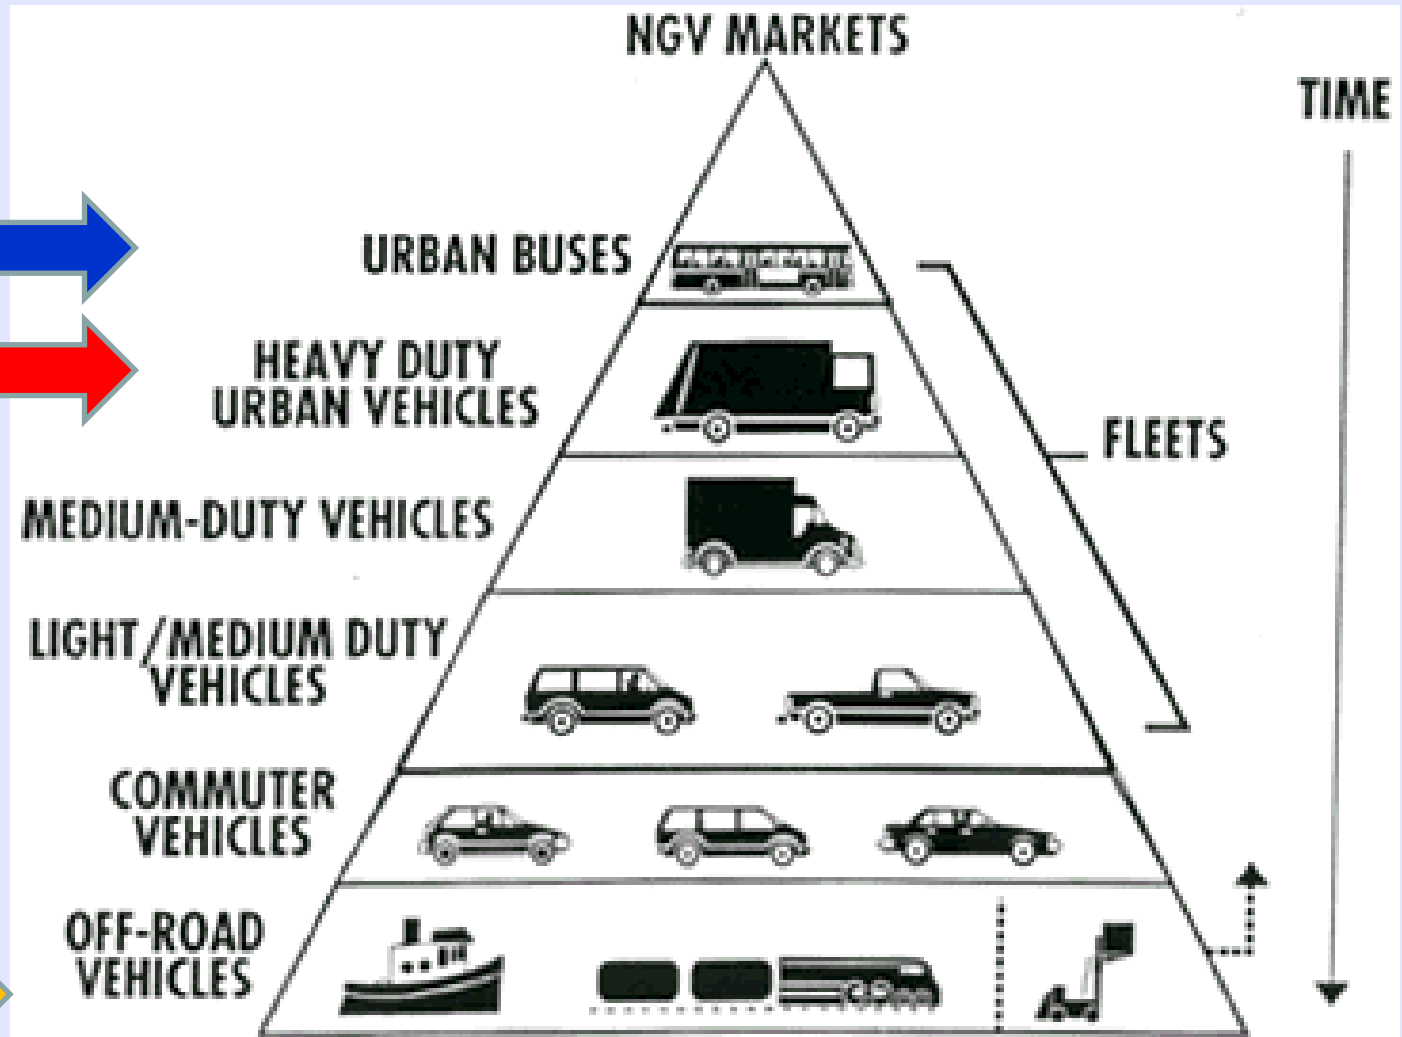 NGV MARKETS
TIME
URBAN BUSES
HEAVY DUTY
URBAN VEHICLES
FLEETS
MEDIUM-DUTY VEHICLES
LIGHT/MEDIUM DUTY
VEHICLES
COMMUTER
VEHICLES
OFF-ROAD
VEHICLES